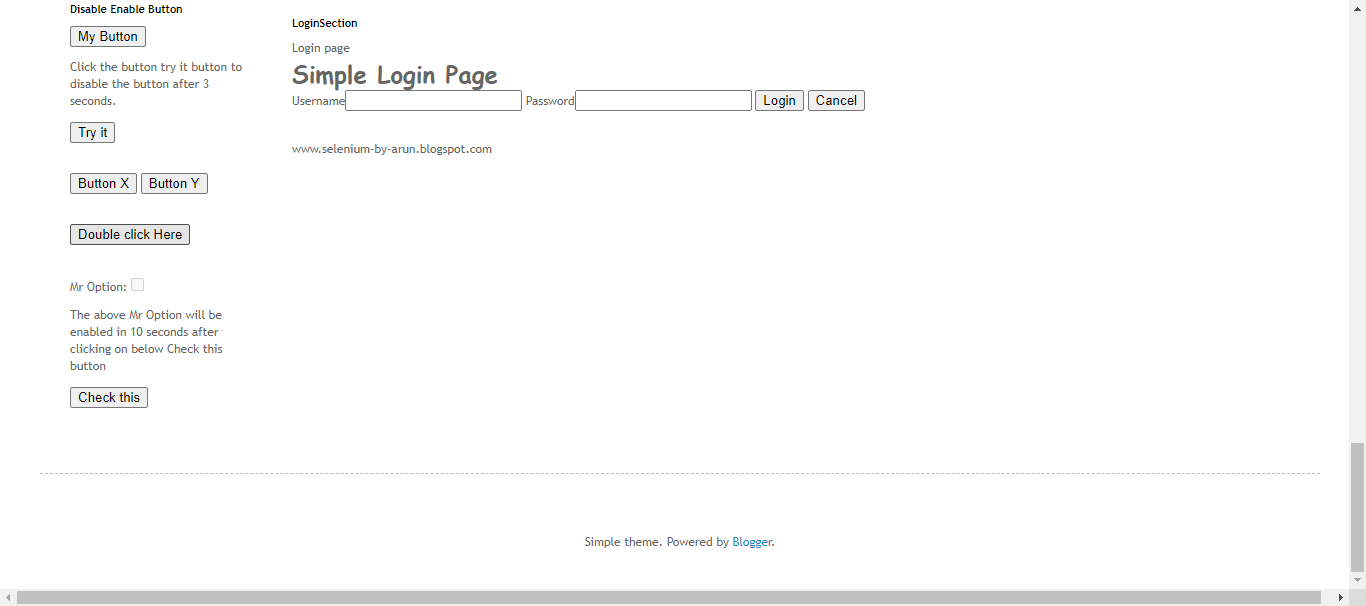 Disable Enable Button
My Button
Click the button try it button to
disable the button after 3
seconds.
Try it
Button X Button Y
Double click Here
Mr Option:
The above Mr Option will be
enabled in 10 seconds after
clicking on below Check this
button
Check this
LoginSection
Login page
Simple Login Page
Username Password Login Cancel
www.selenium-by-arun.blogspot.com
Simple theme. Powered by Blogger.